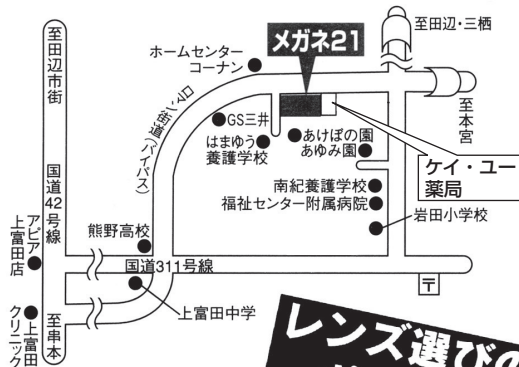 至田辺・三栖
メガネ21
ホームセンター
コーナン
至田辺市街
ロマン街道(バイパス)
至本宮
GS三井
はまゆう
養護学校
あけぼの園
あゆみ園
ケイ・ユー
薬局
国道42号線
南紀養護学校
福祉センター附属病院
岩田小学校
アピア
上富田店
熊野高校
国道311号線
〒
上富田中学
上富田
クリニック
至串本
レンズ選びの